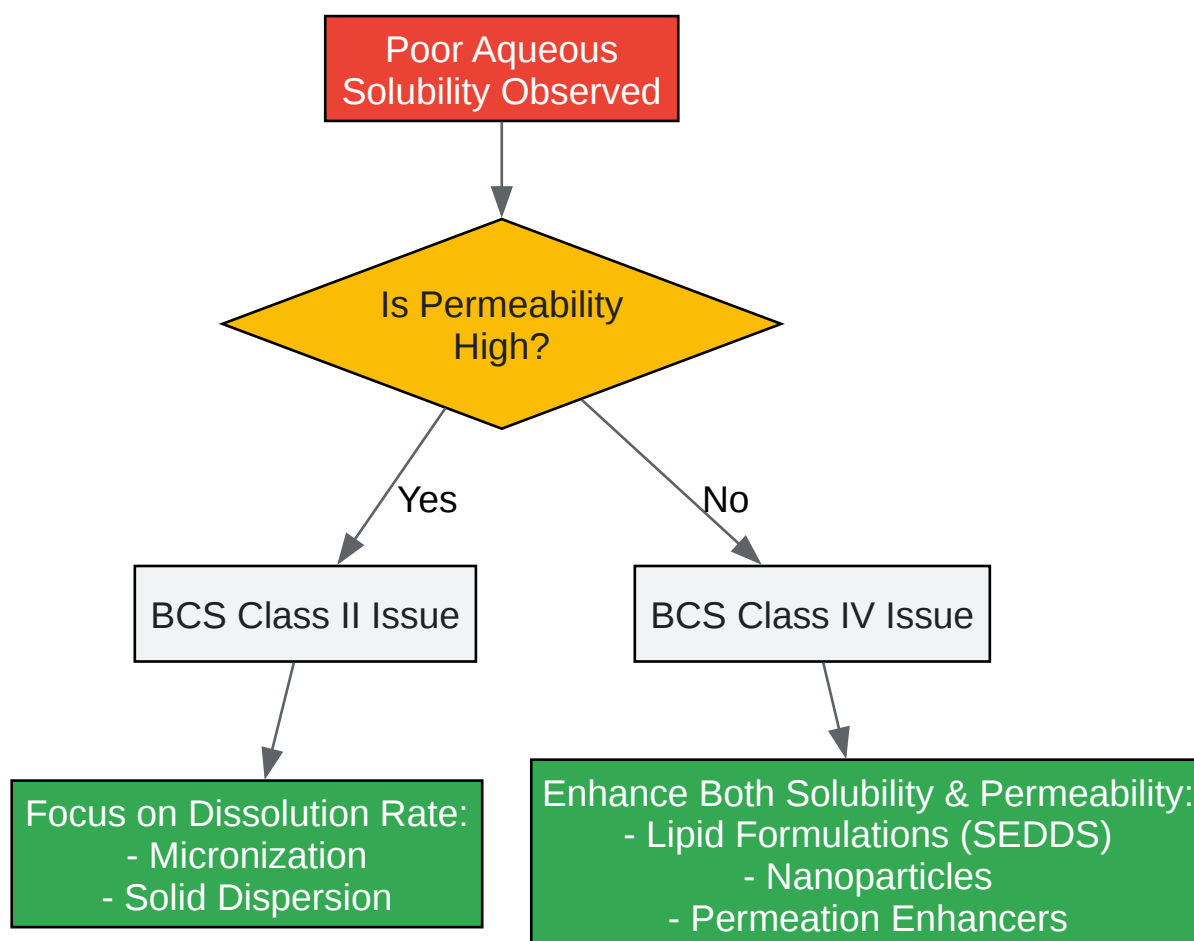 Poor Aqueous
Solubility Observed
Is Permeability
High?
Yes
No
BCS Class II Issue
BCS Class IV Issue
Focus on Dissolution Rate:
- Micronization
- Solid Dispersion
Enhance Both Solubility & Permeability:
- Lipid Formulations (SEDDS)
- Nanoparticles
- Permeation Enhancers